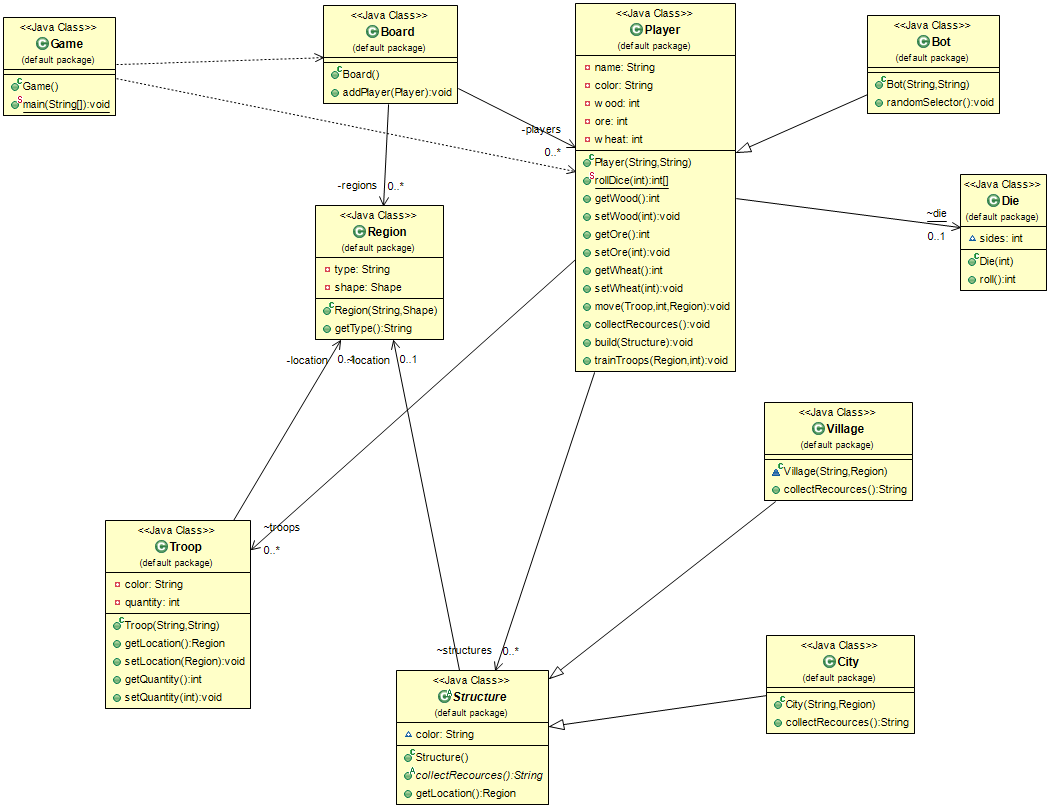 <<Java Class>>
Game
(default package)
Game()
main(String[]):void
<<Java Class>>
Board
(default package)
Board()
addPlayer(Player):void
<<Java Class>>
Player
(default package)
name: String
color: String
wood: int
ore: int
wheat: int
Player(String,String)
rollDice(int):int[]
getWood():int
setWood(int):void
getOre():int
setOre(int):void
getWheat():int
setWheat(int):void
move(Troop,int,Region):void
collectRecources():void
build(Structure):void
trainTroops(Region,int):void
<<Java Class>>
Bot
(default package)
Bot(String,String)
randomSelector():void
-players
0..*
-regions
0..*
<<Java Class>>
Die
(default package)
sides: int
Die(int)
roll():int
~die
0..1
<<Java Class>>
Region
(default package)
type: String
shape: Shape
Region(String,Shape)
getType():String
-location
0..1
~location
0..1
<<Java Class>>
Village
(default package)
Village(String,Region)
collectRecources():String
~troops
0..*
<<Java Class>>
Troop
(default package)
color: String
quantity: int
Troop(String,String)
getLocation():Region
setLocation(Region):void
getQuantity():int
setQuantity(int):void
~structures
0..*
<<Java Class>>
Structure
(default package)
color: String
Structure()
collectRecources():String
getLocation():Region
<<Java Class>>
City
(default package)
City(String,Region)
collectRecources():String